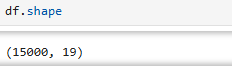 df.shape
(15000, 19)